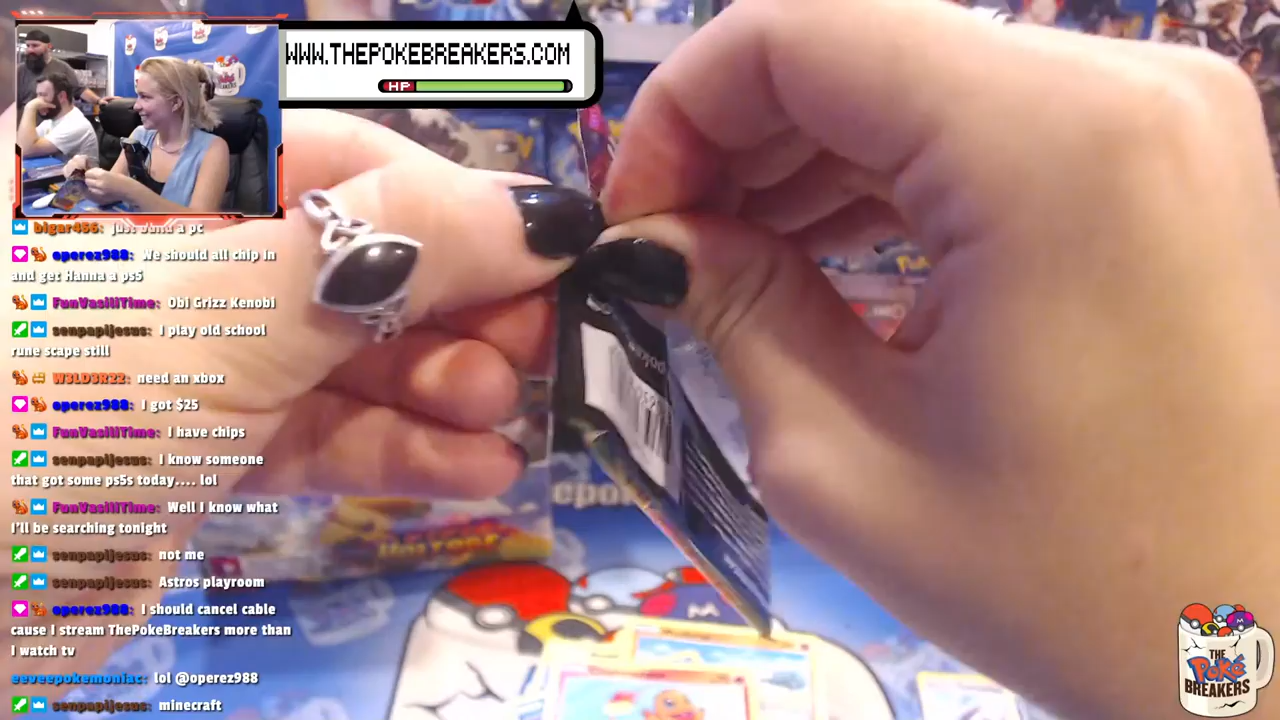 WWW.THEPOKEBREAKERS.COM
HP
bigar456: just build a pc
operez988: We should all chip in
and get Hanna a ps5
FunVasiliTime: Obi Grizz Kenobi
senpapijesus: I play old school
rune scape still
W3LD3R22: need an xbox
operez988: I got $25
FunVasiliTime: I have chips
senpapijesus: I know someone
that got some ps5s today.... lol
FunVasiliTime: Well I know what
I'll be searching tonight
senpapijesus: not me
senpapijesus: Astros playroom
operez988: I should cancel cable
cause I stream ThePokeBreakers more than
I watch tv
eeveepokemoniac: lol @operez988
senpapijesus: minecraft
THE
Poké
BREAKERS